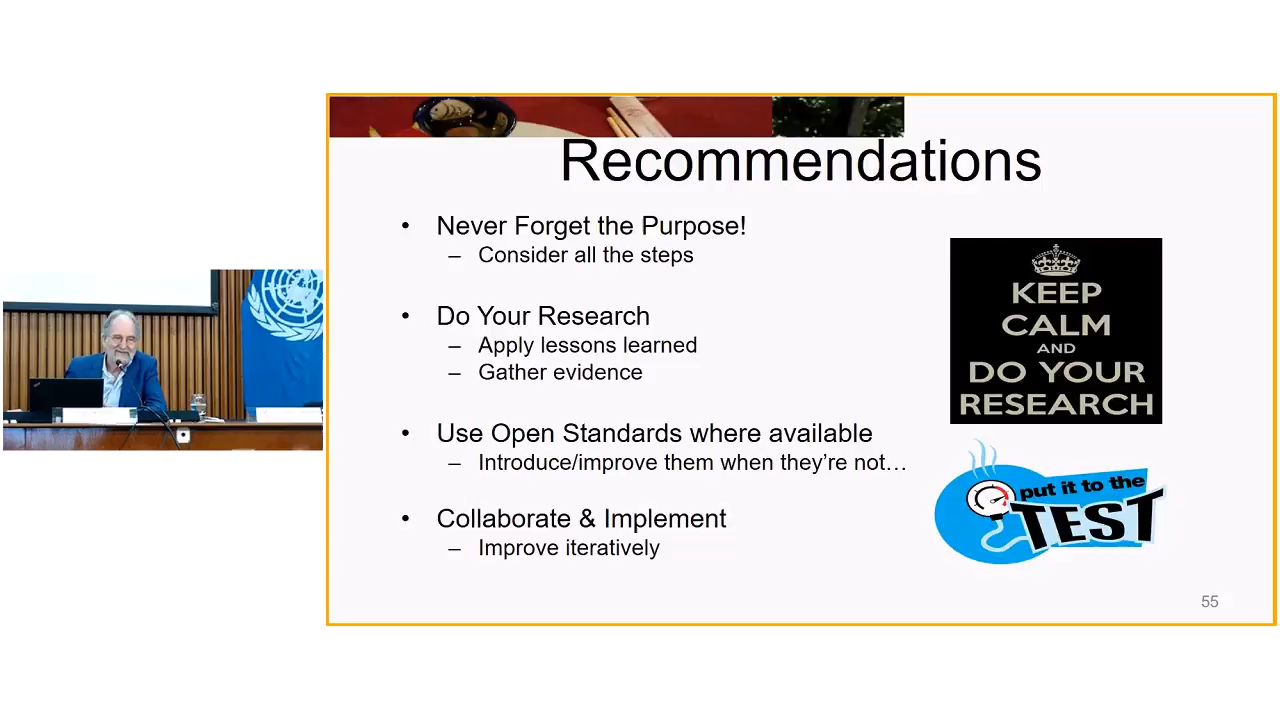 Recommendations
• Never Forget the Purpose!
– Consider all the steps
• Do Your Research
– Apply lessons learned
– Gather evidence
• Use Open Standards where available
– Introduce/improve them when they're not…
• Collaborate & Implement
– Improve iteratively
KEEP
CALM
AND
DO YOUR
RESEARCH
put it to the
TEST
55